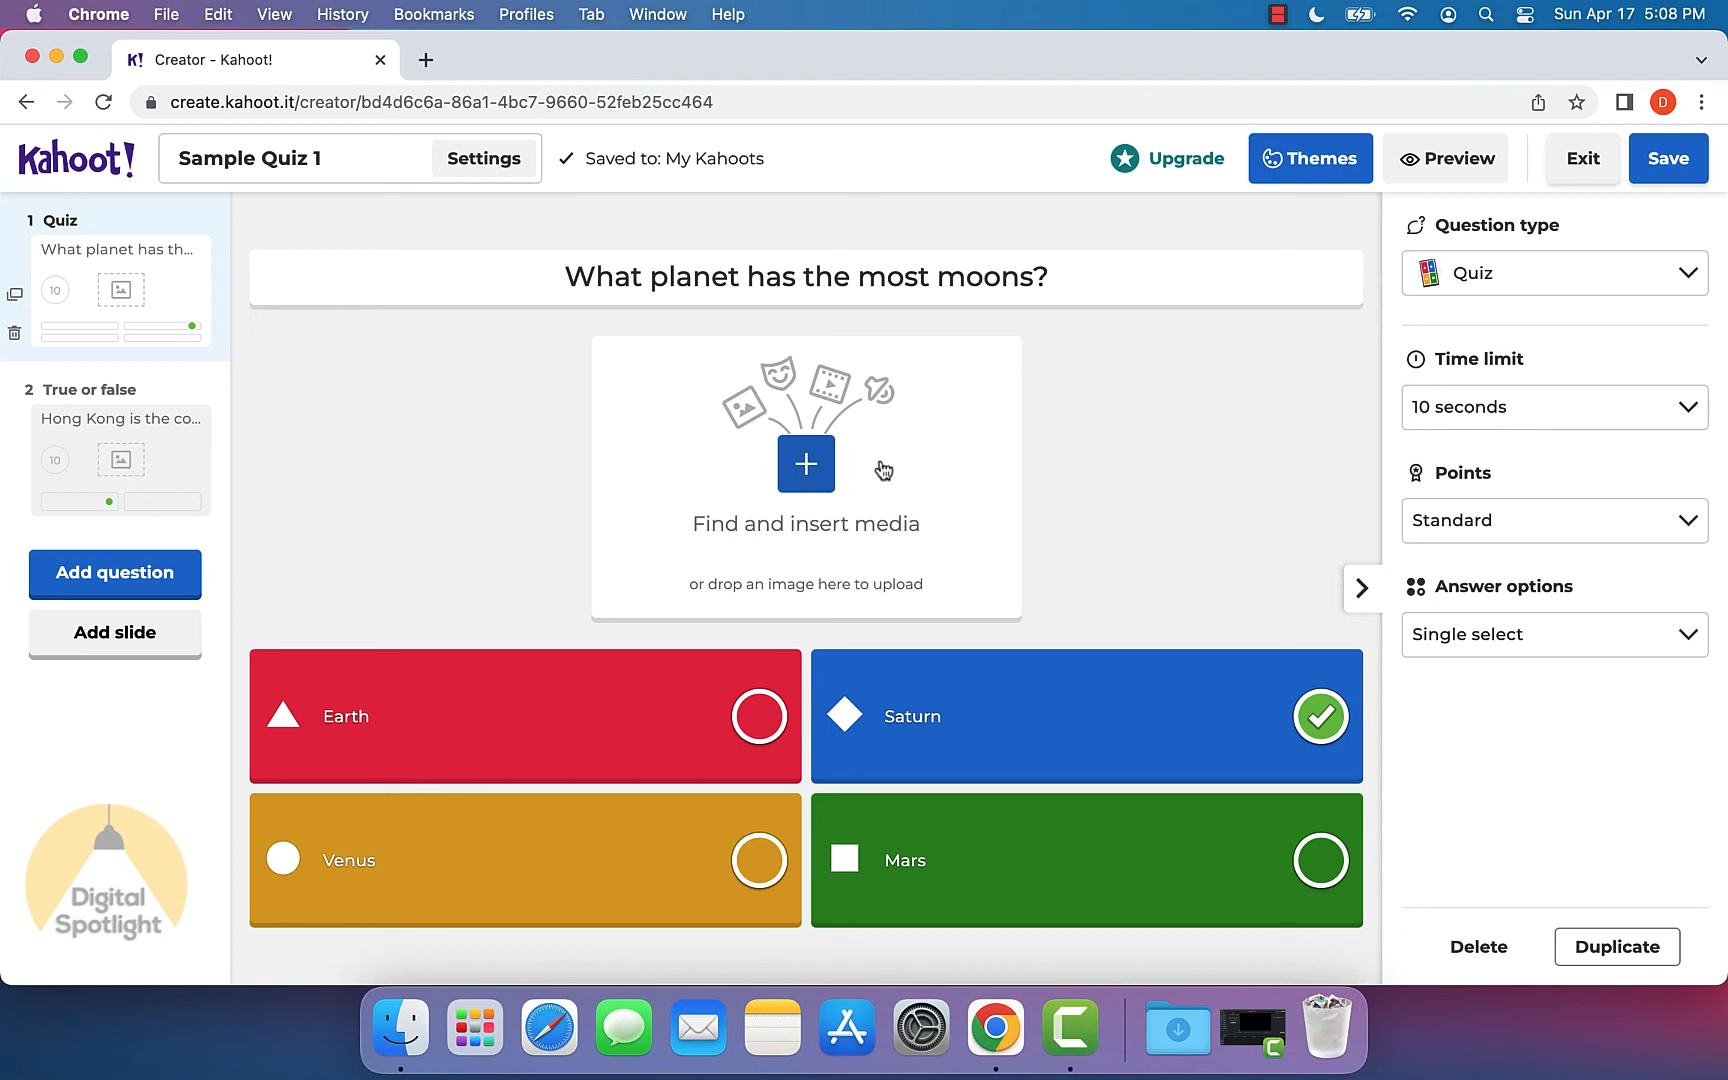 Chrome File Edit View History Bookmarks Profiles Tab Window Help Sun Apr 17 5:08 PM
K! Creator - Kahoot!
create.kahoot.it/creator/bd4d6c6a-86a1-4bc7-9660-52feb25cc464 D
Kahoot! Sample Quiz 1 Settings Saved to: My Kahoots Upgrade Themes Preview Exit Save
1 Quiz
What planet has th...
10
2 True or false
Hong Kong is the co...
10
Add question
Add slide
Digital
Spotlight
What planet has the most moons?
Find and insert media
or drop an image here to upload
Earth
Saturn
Venus
Mars
Question type
Quiz
Time limit
10 seconds
Points
Standard
Answer options
Single select
Delete Duplicate